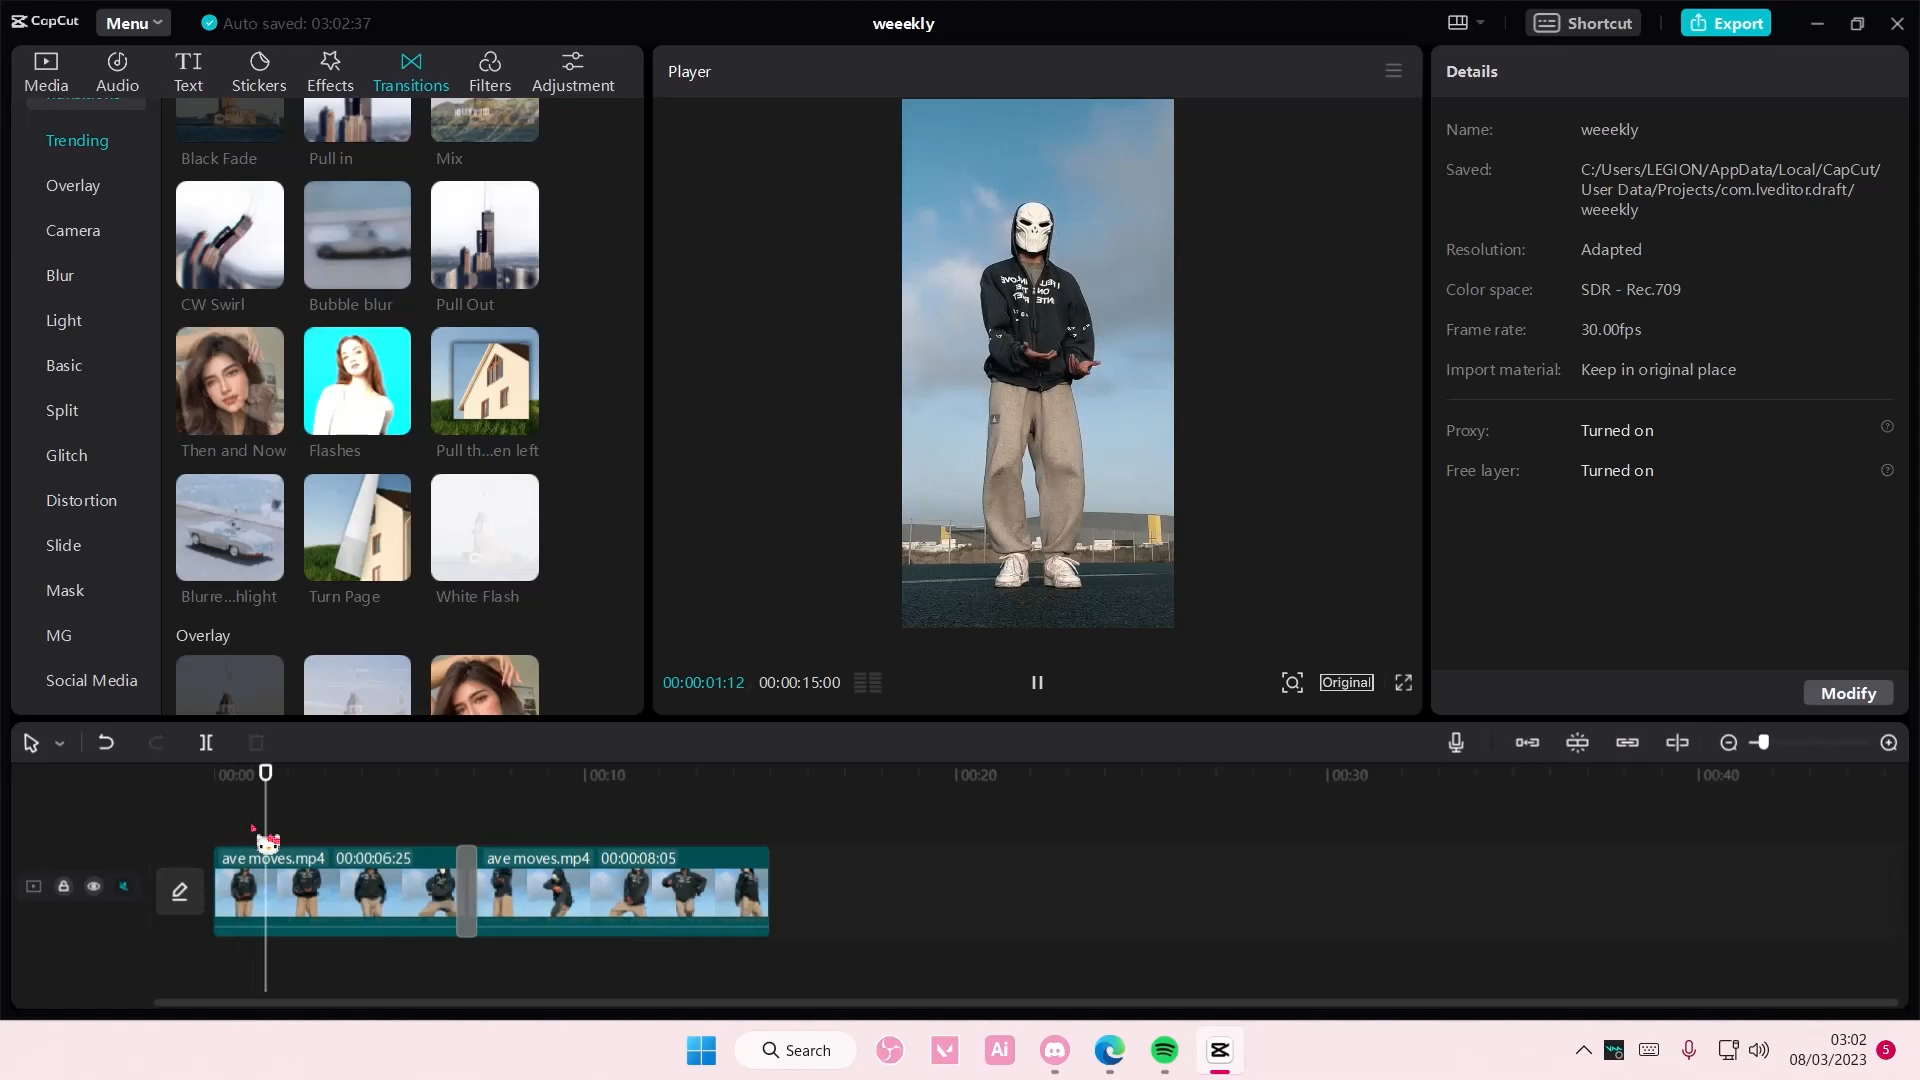 CapCut
Menu
Auto saved: 03:02:37
weeekly
Shortcut
Export
Media
Audio
Text
Stickers
Effects
Transitions
Filters
Adjustment
Transitions
Trending
Overlay
Camera
Blur
Light
Basic
Split
Glitch
Distortion
Slide
Mask
MG
Social Media
Black Fade
Pull in
Mix
CW Swirl
Bubble blur
Pull Out
Then and Now
Flashes
Pull th...en left
Blurre...hlight
Turn Page
White Flash
Overlay
Player
00:00:01:12
00:00:15:00
Original
Details
Name: weeekly
Saved: C:/Users/LEGION/AppData/Local/CapCut/
User Data/Projects/com.lveditor.draft/
weeekly
Resolution: Adapted
Color space: SDR - Rec.709
Frame rate: 30.00fps
Import material: Keep in original place
Proxy: Turned on
Free layer: Turned on
Modify
00:00
00:10
00:20
00:30
00:40
ave moves.mp4 00:00:06:25
ave moves.mp4 00:00:08:05
Search
Ai
03:02
08/03/2023
5